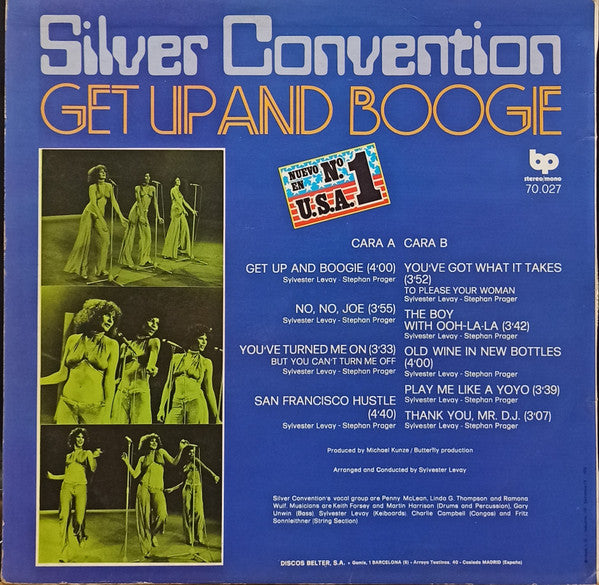 Silver Convention
GET UP AND BOOGIE
NUEVO EN Nº 1
U.S.A.
bp
stereo/mono
70.027
CARA A
GET UP AND BOOGIE (4'00)
Sylvester Levay - Stephan Prager
NO, NO, JOE (3'55)
Sylvester Levay - Stephan Prager
YOU'VE TURNED ME ON (3'33)
BUT YOU CAN'T TURN ME OFF
Sylvester Levay - Stephan Prager
SAN FRANCISCO HUSTLE
(4'40)
Sylvester Levay - Stephan Prager
CARA B
YOU'VE GOT WHAT IT TAKES
(3'52)
TO PLEASE YOUR WOMAN
Sylvester Levay - Stephan Prager
THE BOY
WITH OOH-LA-LA (3'42)
Sylvester Levay - Stephan Prager
OLD WINE IN NEW BOTTLES
(4'00)
Sylvester Levay - Stephan Prager
PLAY ME LIKE A YOYO (3'39)
Sylvester Levay - Stephan Prager
THANK YOU, MR. D.J. (3'07)
Sylvester Levay - Stephan Prager
Produced by Michael Kunze / Butterfly production
Arranged and Conducted by Sylvester Levay
Silver Convention's vocal group are Penny McLean, Linda G. Thompson and Ramona
Wulf. Musicians are Keith Forsey and Martin Harrison (Drums and Percussion), Gary
Unwin (Bass), Sylvester Levay (Keiboards) Charlie Campbell (Congas) and Fritz
Sonnleithner (String Section)
DISCOS BELTER, S.A. - Gomis, 1 BARCELONA (6) - Arroyo Teatinos, 40 - Coslada MADRID (España)